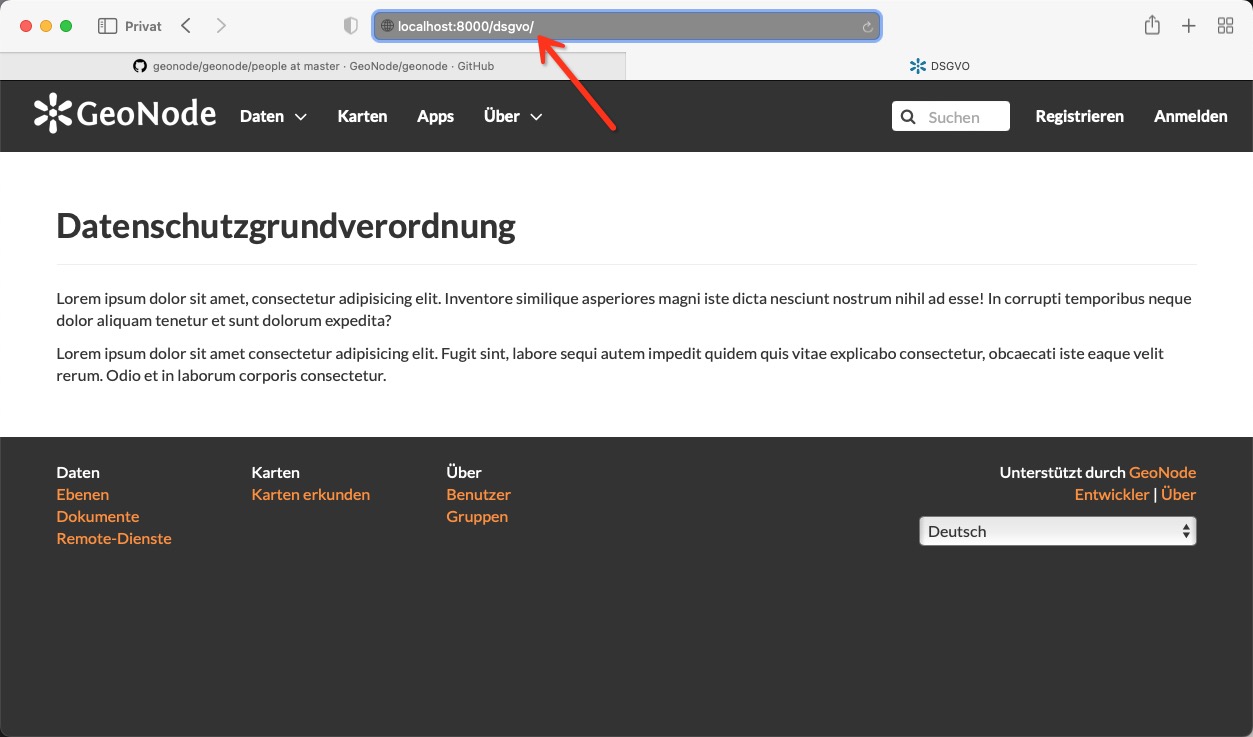 Privat
localhost:8000/dsgvo/
geonode/geonode/people at master · GeoNode/geonode · GitHub
DSGVO
GeoNode Daten Karten Apps Über Suchen Registrieren Anmelden
Datenschutzgrundverordnung
Lorem ipsum dolor sit amet, consectetur adipisicing elit. Inventore similique asperiores magni iste dicta nesciunt nostrum nihil ad esse! In corrupti temporibus neque
dolor aliquam tenetur et sunt dolorum expedita?
Lorem ipsum dolor sit amet consectetur adipisicing elit. Fugit sint, labore sequi autem impedit quidem quis vitae explicabo consectetur, obcaecati iste eaque velit
rerum. Odio et in laborum corporis consectetur.
Daten
Ebenen
Dokumente
Remote-Dienste
Karten
Karten erkunden
Über
Benutzer
Gruppen
Unterstützt durch GeoNode
Entwickler | Über
Deutsch